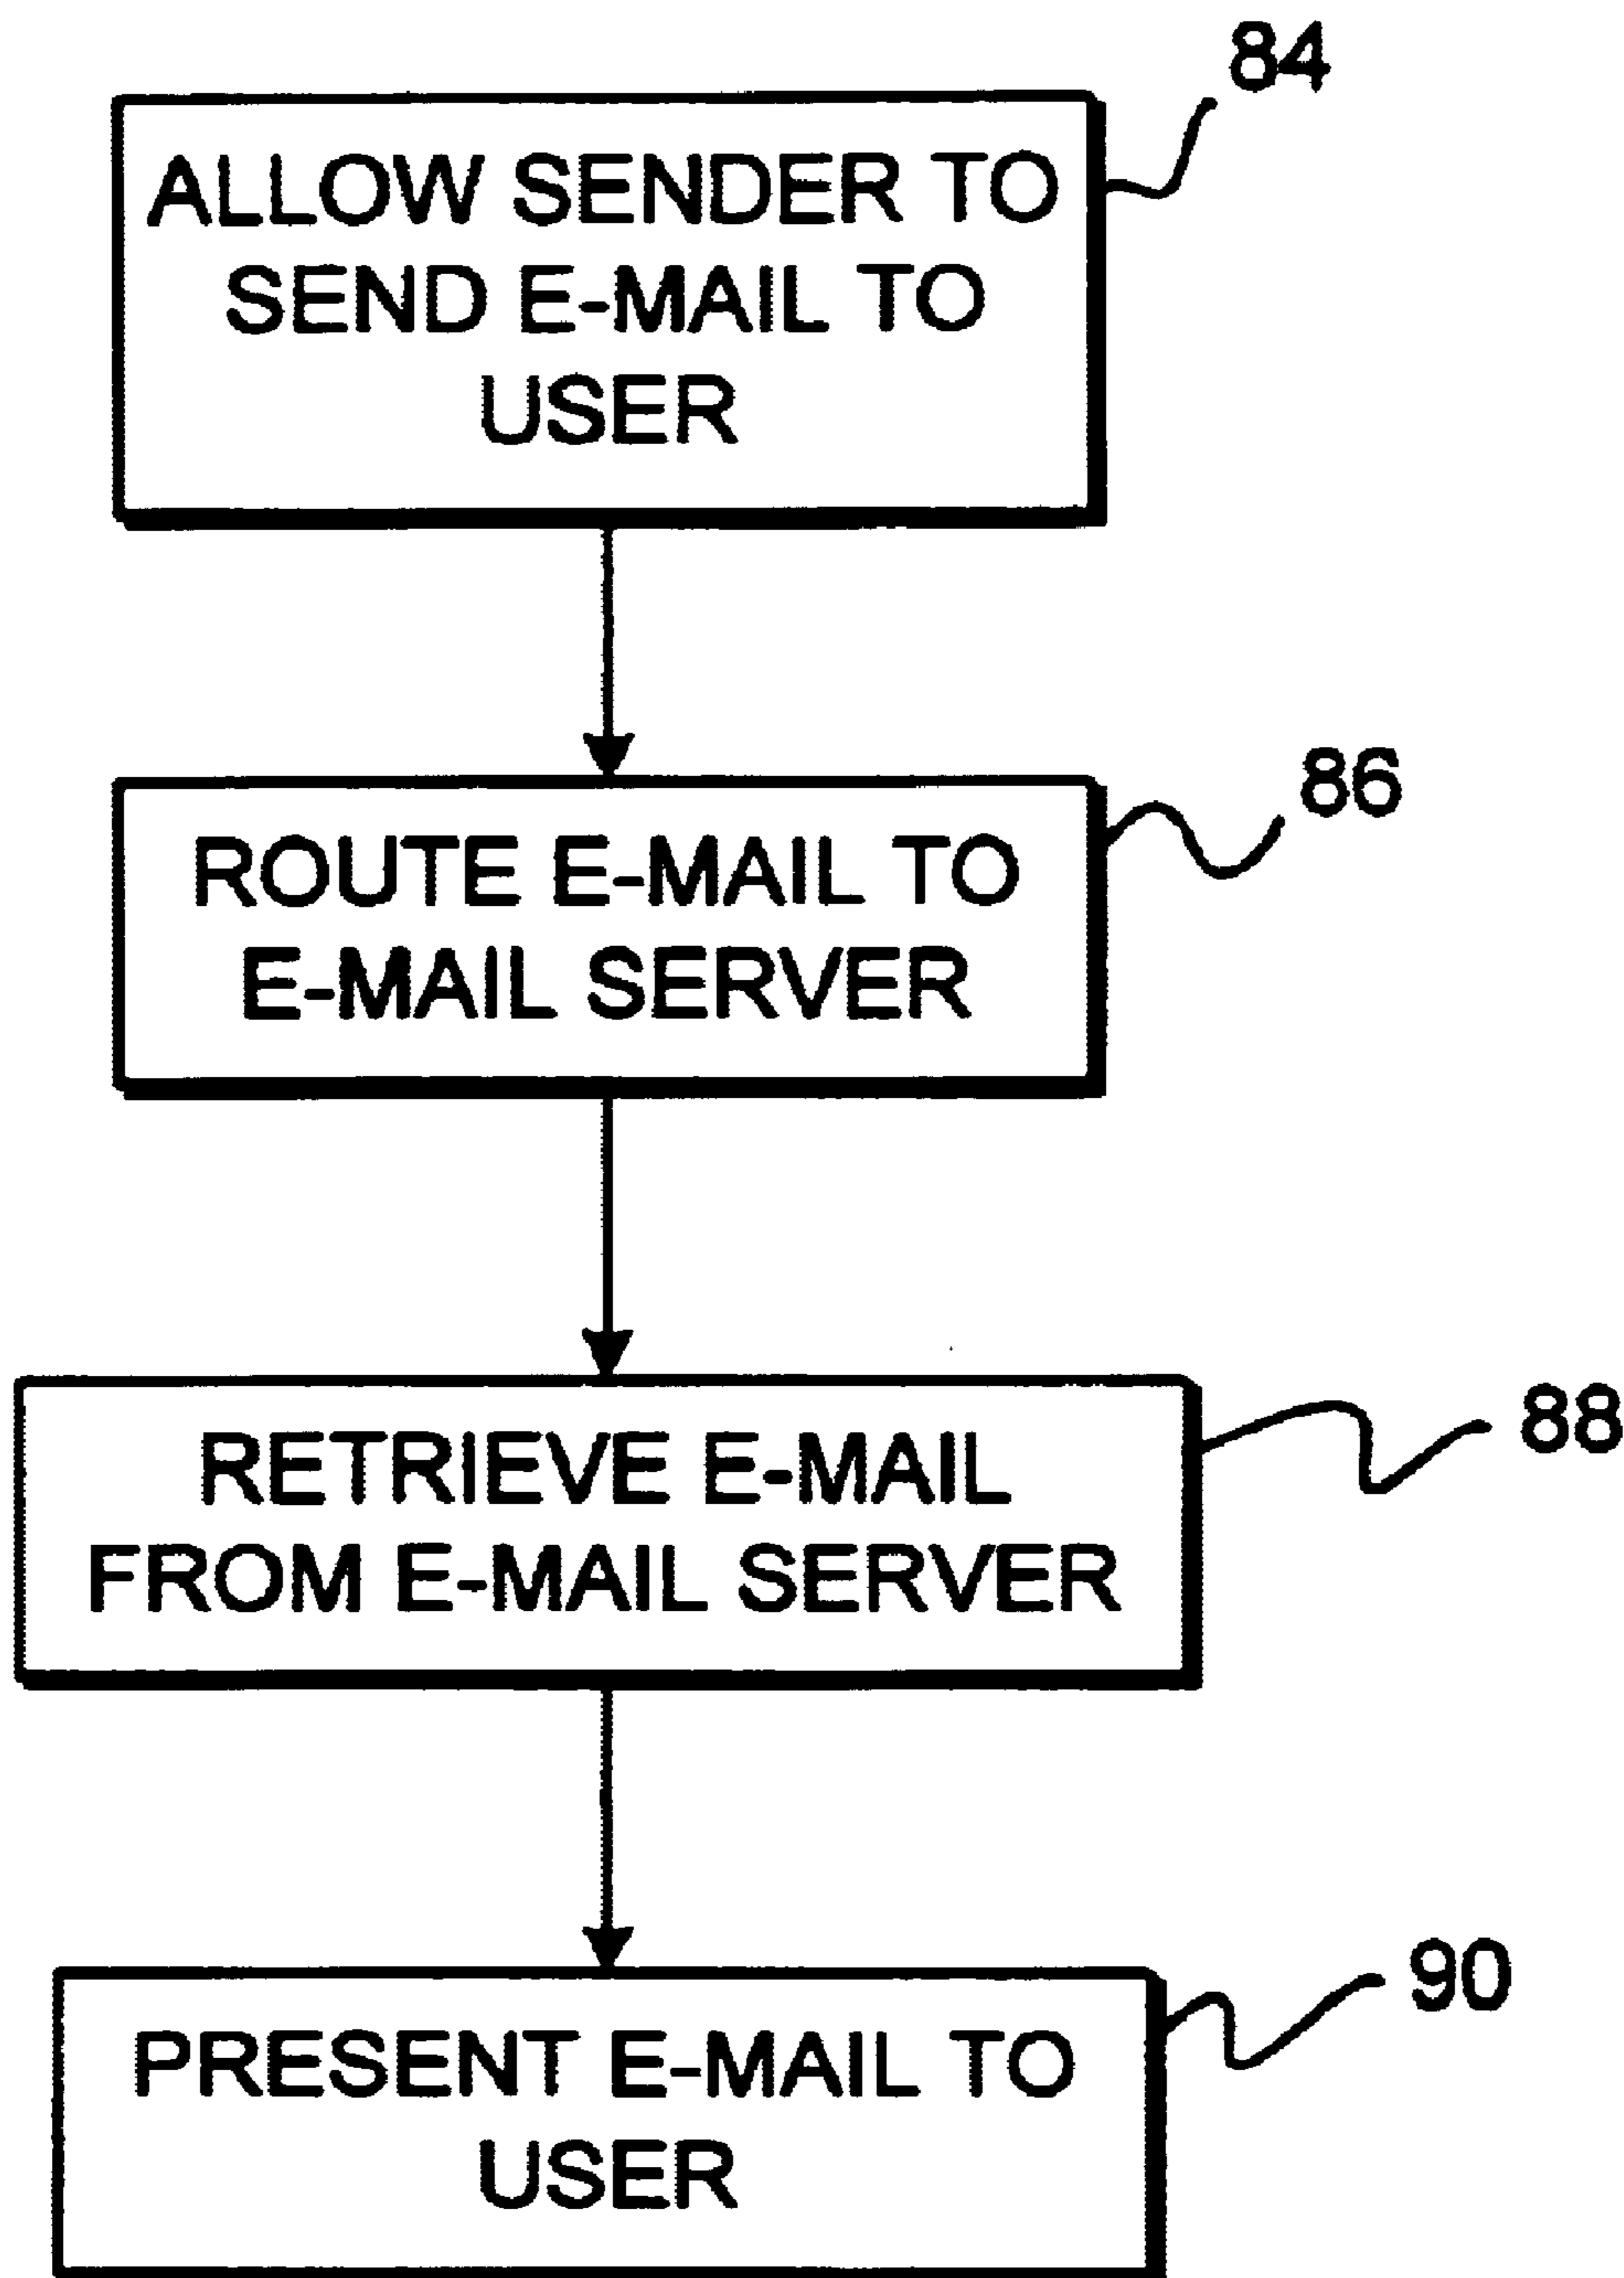 84
ALLOW SENDER TO
SEND E-MAIL TO
USER
86
ROUTE E-MAIL TO
E-MAIL SERVER
88
RETRIEVE E-MAIL
FROM E-MAIL SERVER
90
PRESENT E-MAIL TO
USER